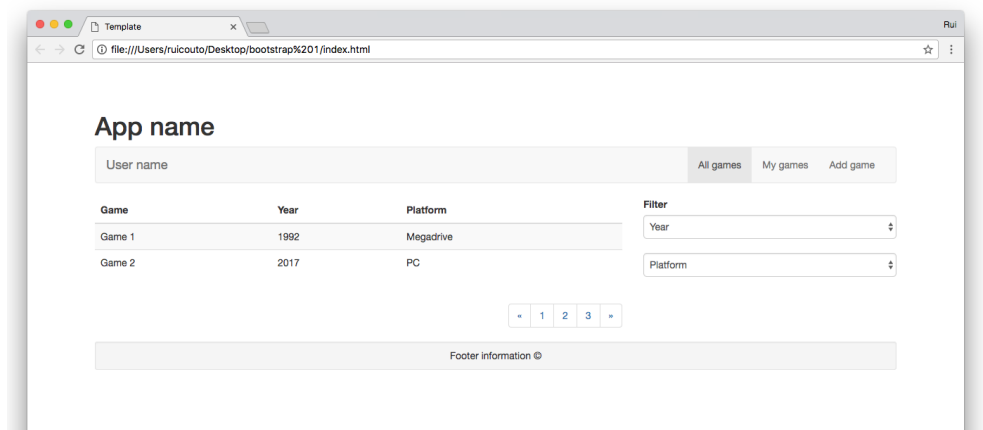 Template
Rui
file:///Users/ruicouto/Desktop/bootstrap%201/index.html
App name
User name All games My games Add game
Game Year Platform
Game 1 1992 Megadrive
Game 2 2017 PC
Filter
Year
Platform
« 1 2 3 »
Footer information ©